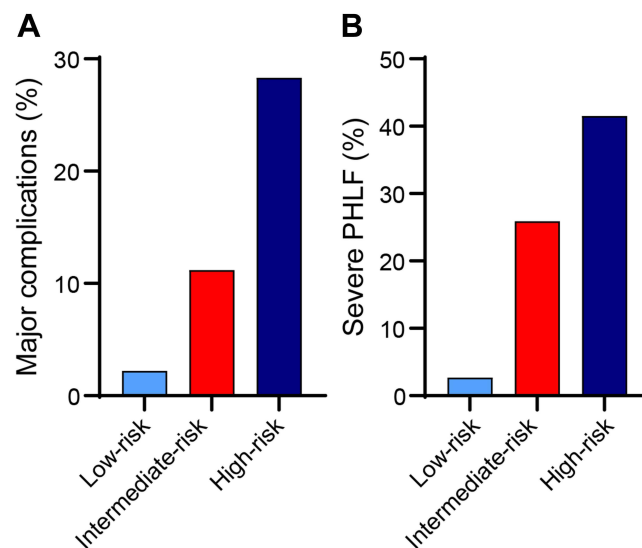 A
Major complications (%)
30
20
10
0
Low-risk
Intermediate-risk
High-risk
B
Severe PHLF (%)
50
40
30
20
10
0
Low-risk
Intermediate-risk
High-risk